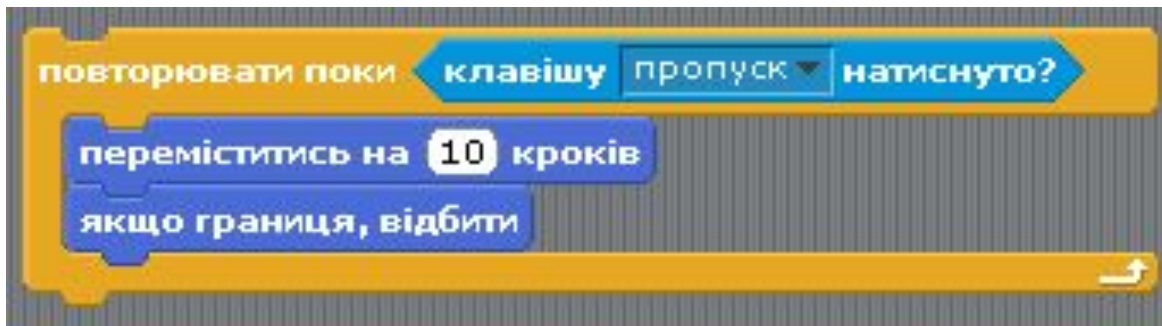 повторювати поки клавішу пропуск натиснуто?
переміститись на 10 кроків
якщо границя, відбити